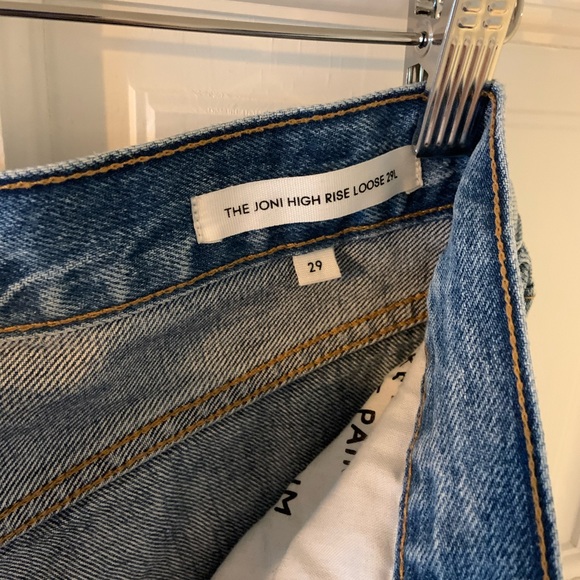 THE JONI HIGH RISE LOOSE 29L
29